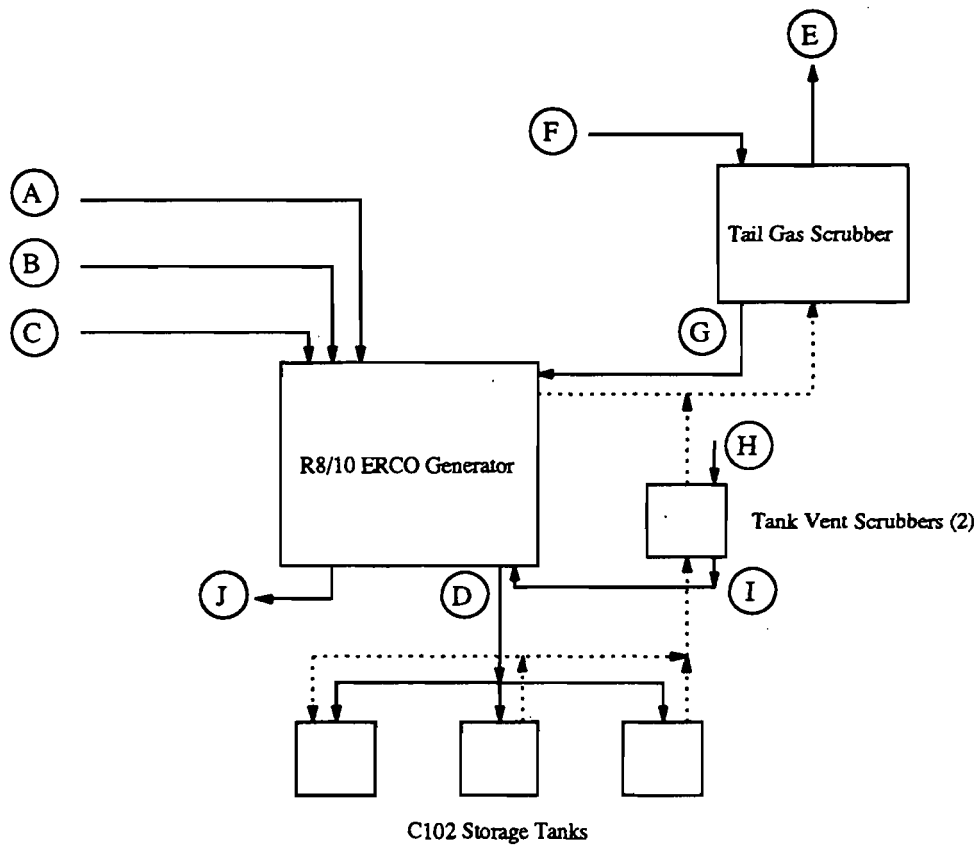 E
F
A
Tail Gas Scrubber
B
C
G
R8/10 ERCO Generator
H
Tank Vent Scrubbers (2)
J
D
I
C102 Storage Tanks